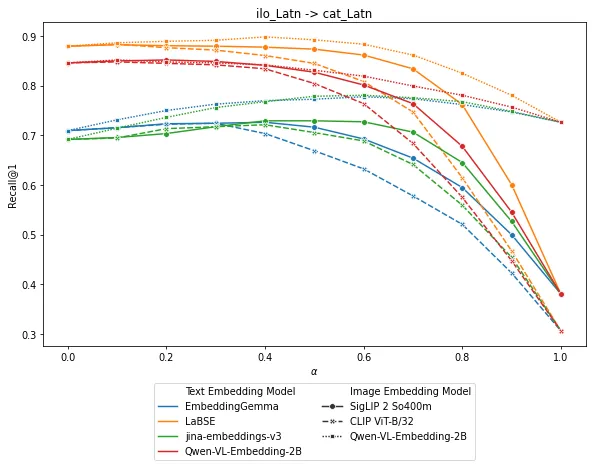 ilo_Latn -> cat_Latn
Recall@1
0.9
0.8
0.7
0.6
0.5
0.4
0.3
0.0
0.2
0.4
0.6
0.8
1.0
α
Text Embedding Model
EmbeddingGemma
LaBSE
jina-embeddings-v3
Qwen-VL-Embedding-2B
Image Embedding Model
SigLIP 2 So400m
CLIP ViT-B/32
Qwen-VL-Embedding-2B